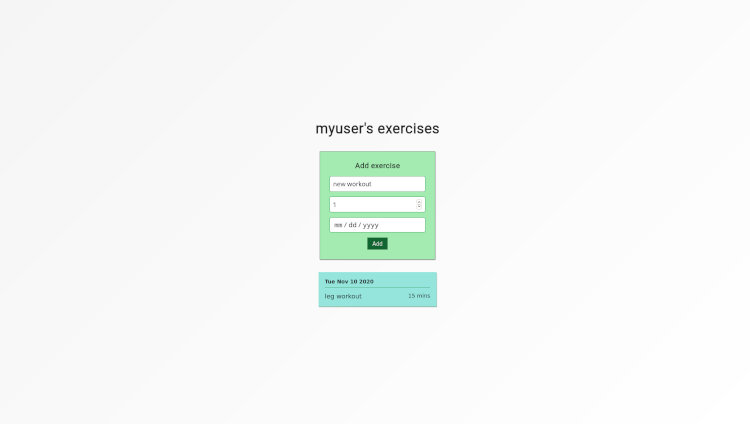 myuser's exercises
Add exercise
new workout
1
mm / dd / yyyy
Add
Tue Nov 10 2020
leg workout 15 mins